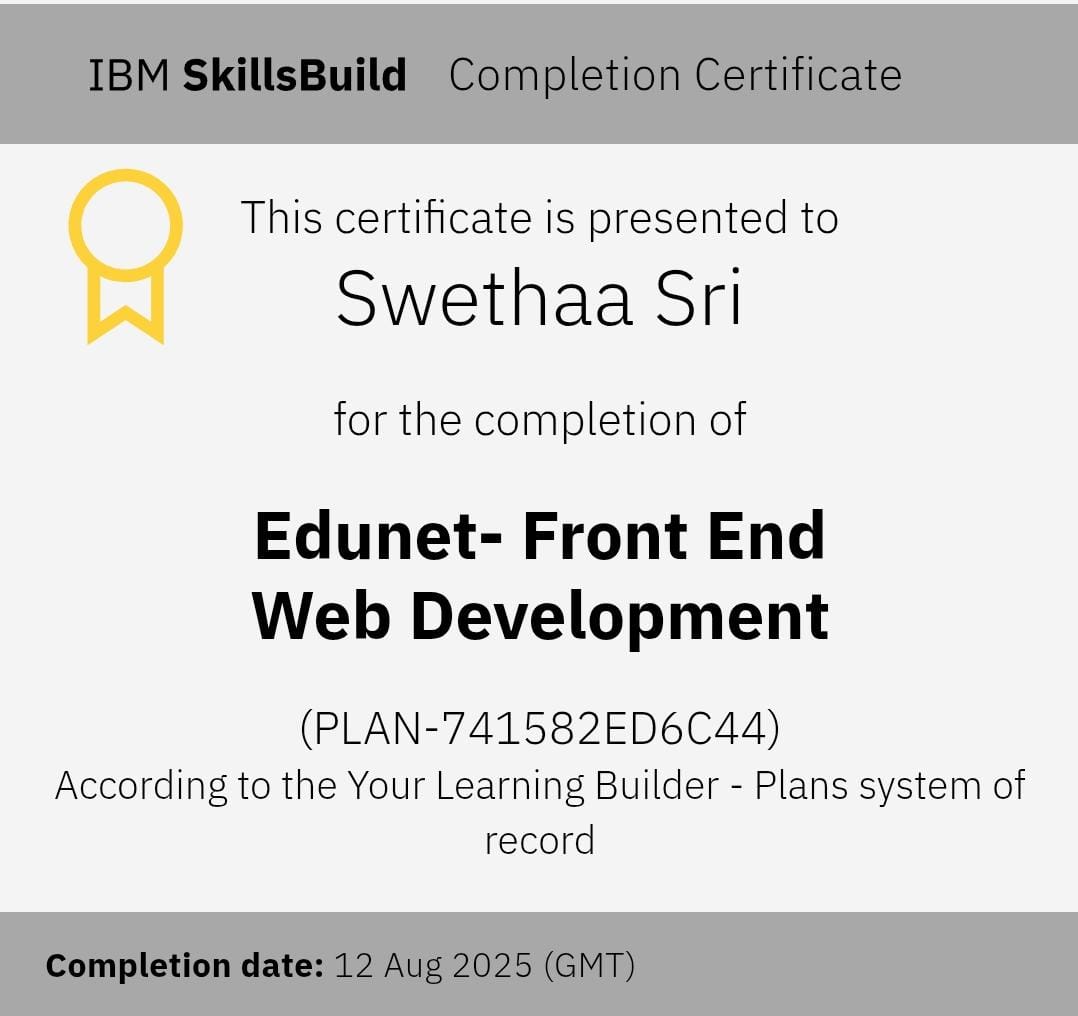 IBM SkillsBuild Completion Certificate
This certificate is presented to
Swethaa Sri
for the completion of
Edunet- Front End
Web Development
(PLAN-741582ED6C44)
According to the Your Learning Builder - Plans system of
record
Completion date: 12 Aug 2025 (GMT)